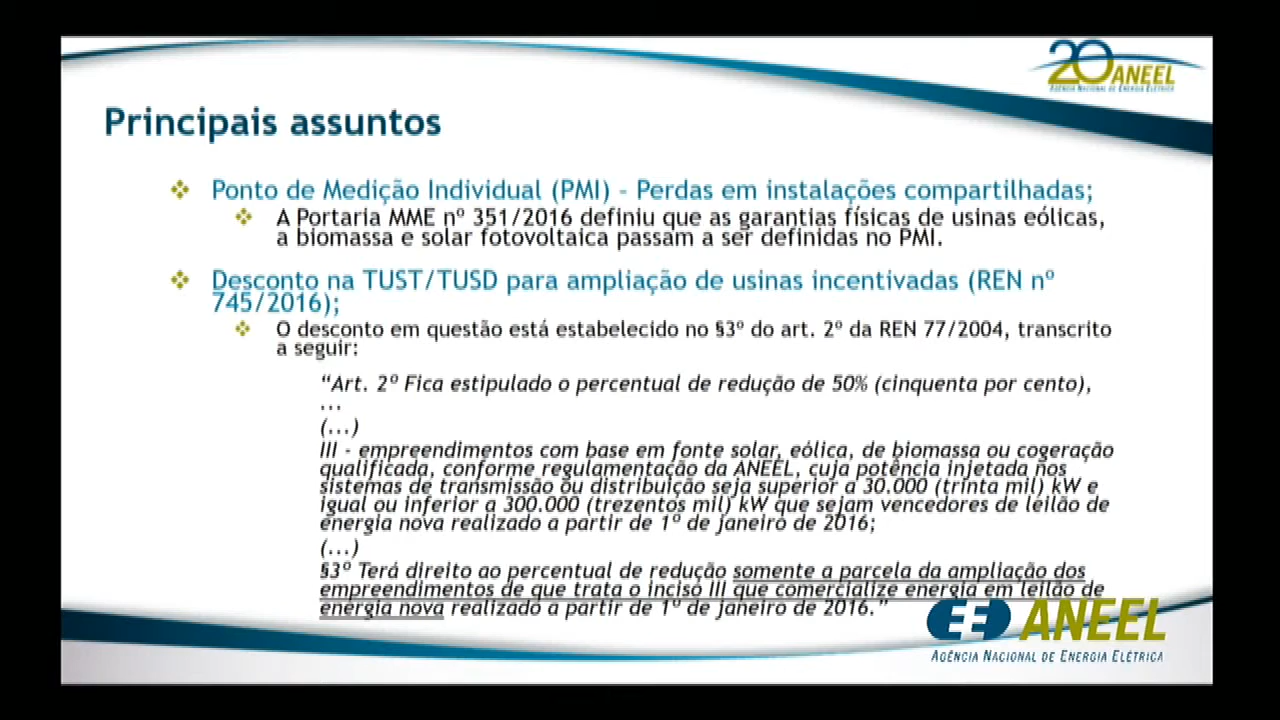 20 ANEEL
AGÊNCIA NACIONAL DE ENERGIA ELÉTRICA
Principais assuntos
Ponto de Medição Individual (PMI) - Perdas em instalações compartilhadas;
A Portaria MME nº 351/2016 definiu que as garantias físicas de usinas eólicas,
a biomassa e solar fotovoltaica passam a ser definidas no PMI.
Desconto na TUST/TUSD para ampliação de usinas incentivadas (REN nº
745/2016);
O desconto em questão está estabelecido no §3º do art. 2º da REN 77/2004, transcrito
a seguir:
“Art. 2º Fica estipulado o percentual de redução de 50% (cinquenta por cento),
...
(...)
III - empreendimentos com base em fonte solar, eólica, de biomassa ou cogeração
qualificada, conforme regulamentação da ANEEL, cuja potência injetada nos
sistemas de transmissão ou distribuição seja superior a 30.000 (trinta mil) kW e
igual ou inferior a 300.000 (trezentos mil) kW que sejam vencedores de leilão de
energia nova realizado a partir de 1º de janeiro de 2016;
(...)
§3º Terá direito ao percentual de redução somente a parcela da ampliação dos
empreendimentos de que trata o inciso III que comercialize energia em leilão de
energia nova realizado a partir de 1º de janeiro de 2016.”
ANEEL
AGÊNCIA NACIONAL DE ENERGIA ELÉTRICA